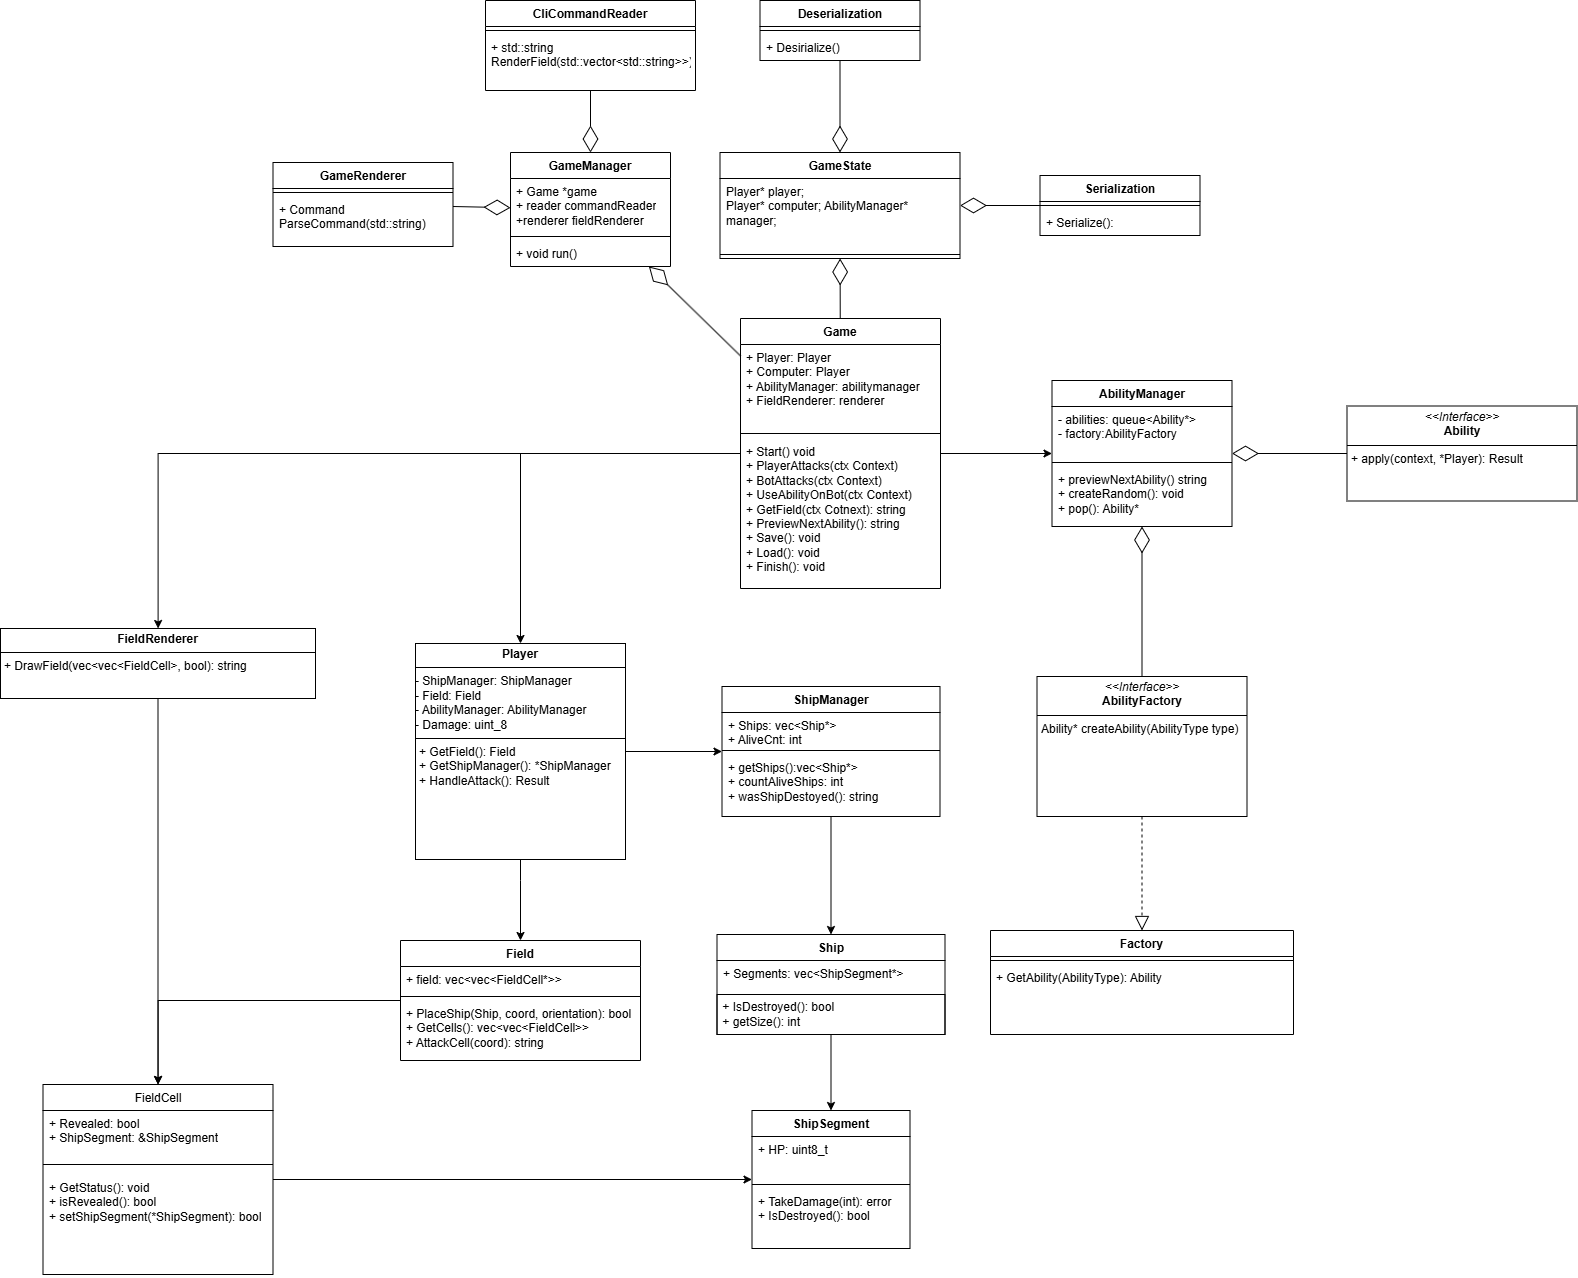 CliCommandReader
+ std::string
RenderField(std::vector<std::string>>)
Deserialization
+ Desirialize()
GameRenderer
+ Command
ParseCommand(std::string)
GameManager
+ Game *game
+ reader commandReader
+renderer fieldRenderer
+ void run()
GameState
Player* player;
Player* computer; AbilityManager*
manager;
Serialization
+ Serialize():
Game
+ Player: Player
+ Computer: Player
+ AbilityManager: abilitymanager
+ FieldRenderer: renderer
+ Start() void
+ PlayerAttacks(ctx Context)
+ BotAttacks(ctx Context)
+ UseAbilityOnBot(ctx Context)
+ GetField(ctx Cotnext): string
+ PreviewNextAbility(): string
+ Save(): void
+ Load(): void
+ Finish(): void
AbilityManager
- abilities: queue<Ability*>
- factory:AbilityFactory
+ previewNextAbility() string
+ createRandom(): void
+ pop(): Ability*
<<Interface>>
Ability
+ apply(context, *Player): Result
FieldRenderer
+ DrawField(vec<vec<FieldCell>, bool): string
Player
- ShipManager: ShipManager
- Field: Field
- AbilityManager: AbilityManager
- Damage: uint_8
+ GetField(): Field
+ GetShipManager(): *ShipManager
+ HandleAttack(): Result
ShipManager
+ Ships: vec<Ship*>
+ AliveCnt: int
+ getShips():vec<Ship*>
+ countAliveShips: int
+ wasShipDestoyed(): string
<<Interface>>
AbilityFactory
Ability* createAbility(AbilityType type)
Field
+ field: vec<vec<FieldCell*>>
+ PlaceShip(Ship, coord, orientation): bool
+ GetCells(): vec<vec<FieldCell>>
+ AttackCell(coord): string
Ship
+ Segments: vec<ShipSegment*>
+ IsDestroyed(): bool
+ getSize(): int
Factory
+ GetAbility(AbilityType): Ability
FieldCell
+ Revealed: bool
+ ShipSegment: &ShipSegment
+ GetStatus(): void
+ isRevealed(): bool
+ setShipSegment(*ShipSegment): bool
ShipSegment
+ HP: uint8_t
+ TakeDamage(int): error
+ IsDestroyed(): bool